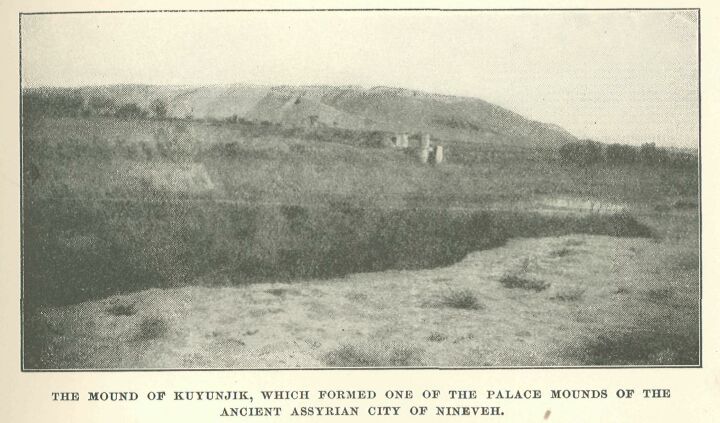 THE MOUND OF KUYUNJIK, WHICH FORMED ONE OF THE PALACE MOUNDS OF THE
ANCIENT ASSYRIAN CITY OF NINEVEH.